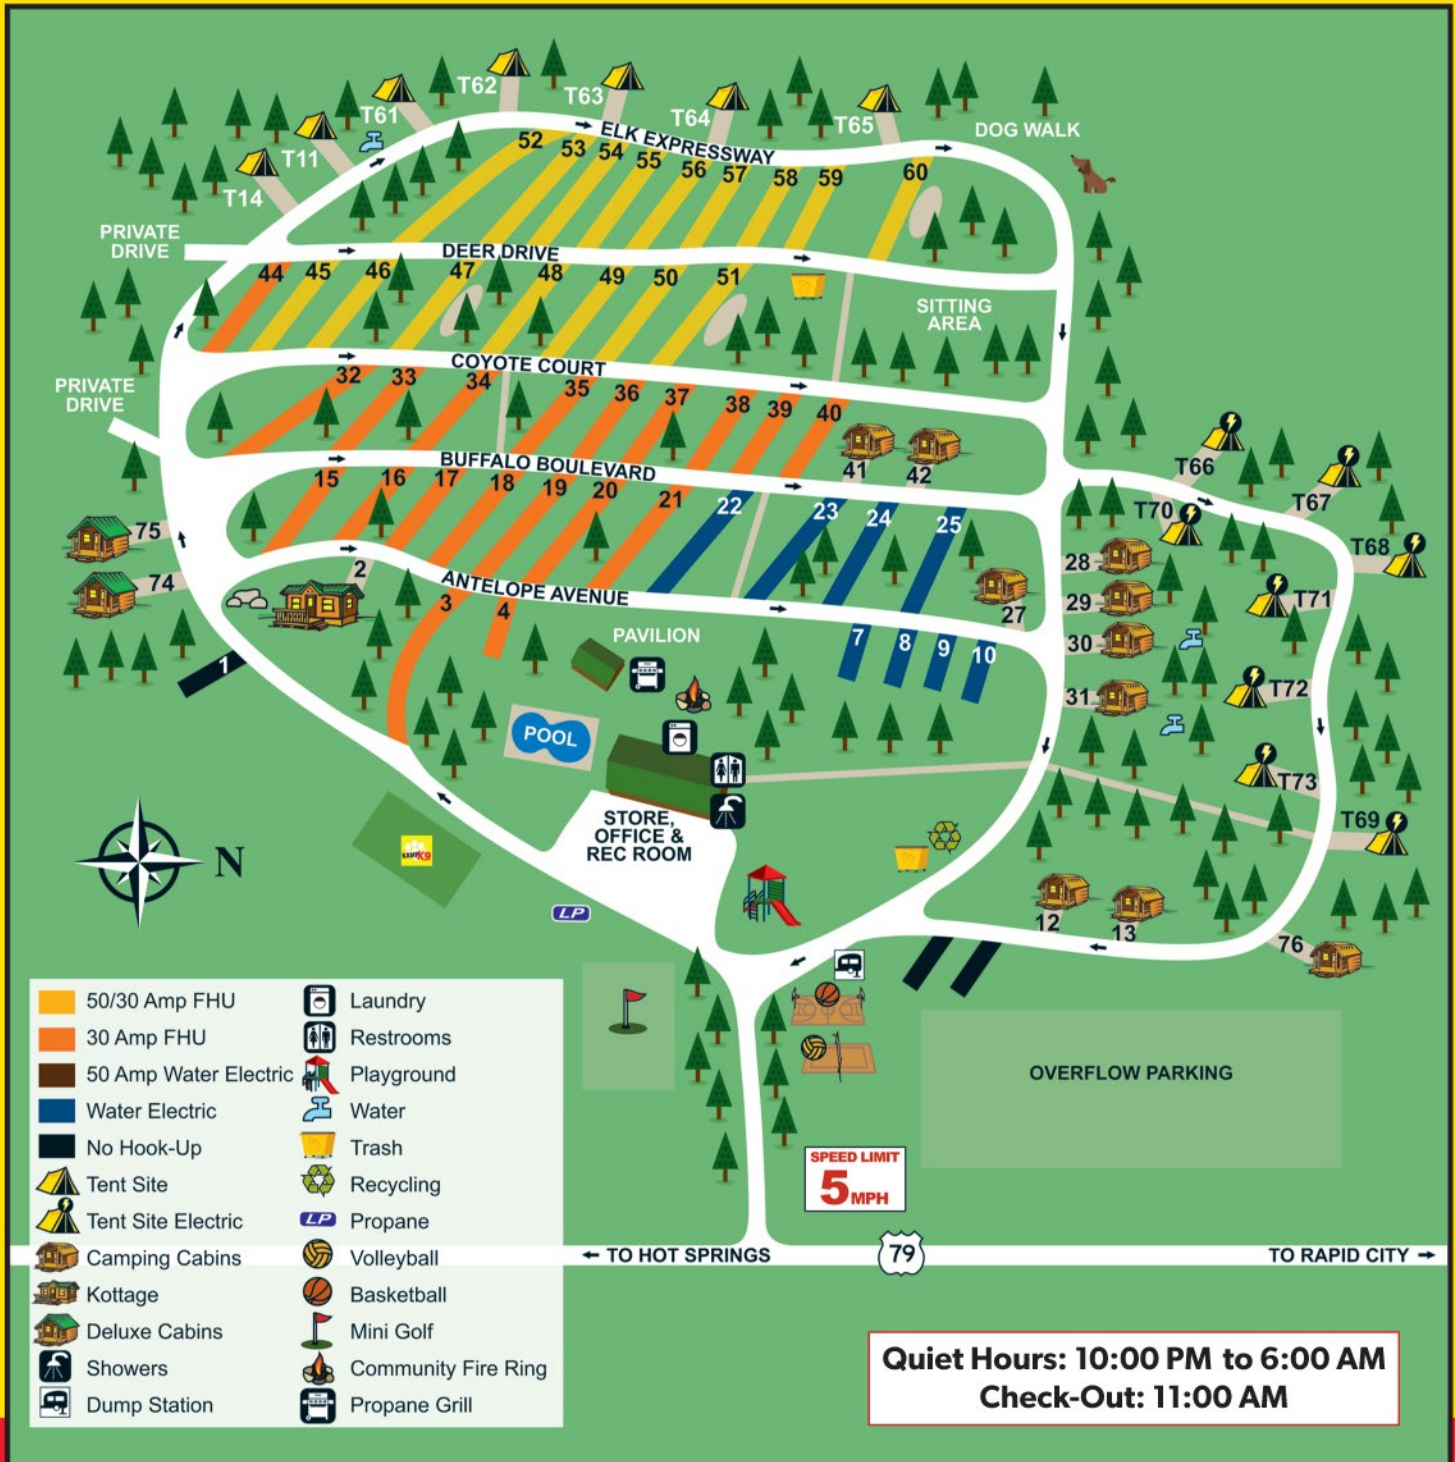 T62
T63
T61
T64
T65
T11
T14
ELK EXPRESSWAY
DOG WALK
52
53
54
55
56
57
58
59
60
PRIVATE
DRIVE
DEER DRIVE
44
45
46
47
48
49
50
51
SITTING
AREA
COYOTE COURT
32
33
34
35
36
37
38
39
40
41
42
PRIVATE
DRIVE
BUFFALO BOULEVARD
15
16
17
18
19
20
21
22
23
24
25
T66
T67
T70
T68
75
74
2
28
29
30
31
27
T71
T72
T73
T69
ANTELOPE AVENUE
3
4
7
8
9
10
1
PAVILION
POOL
STORE,
OFFICE &
REC ROOM
N
KAMP K9
LP
12
13
76
OVERFLOW PARKING
SPEED LIMIT
5 MPH
TO HOT SPRINGS
79
TO RAPID CITY
50/30 Amp FHU
30 Amp FHU
50 Amp Water Electric
Water Electric
No Hook-Up
Tent Site
Tent Site Electric
Camping Cabins
Kottage
Deluxe Cabins
Showers
Dump Station
Laundry
Restrooms
Playground
Water
Trash
Recycling
LP Propane
Volleyball
Basketball
Mini Golf
Community Fire Ring
Propane Grill
Quiet Hours: 10:00 PM to 6:00 AM
Check-Out: 11:00 AM